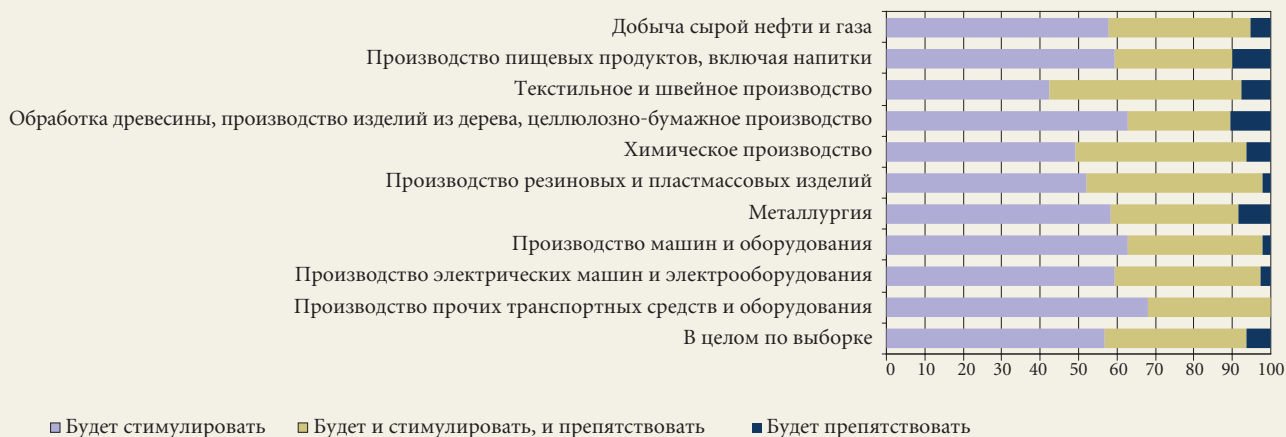 Добыча сырой нефти и газа
Производство пищевых продуктов, включая напитки
Текстильное и швейное производство
Обработка древесины, производство изделий из дерева, целлюлозно-бумажное производство
Химическое производство
Производство резиновых и пластмассовых изделий
Металлургия
Производство машин и оборудования
Производство электрических машин и электрооборудования
Производство прочих транспортных средств и оборудования
В целом по выборке
0 10 20 30 40 50 60 70 80 90 100
Будет стимулировать Будет и стимулировать, и препятствовать Будет препятствовать